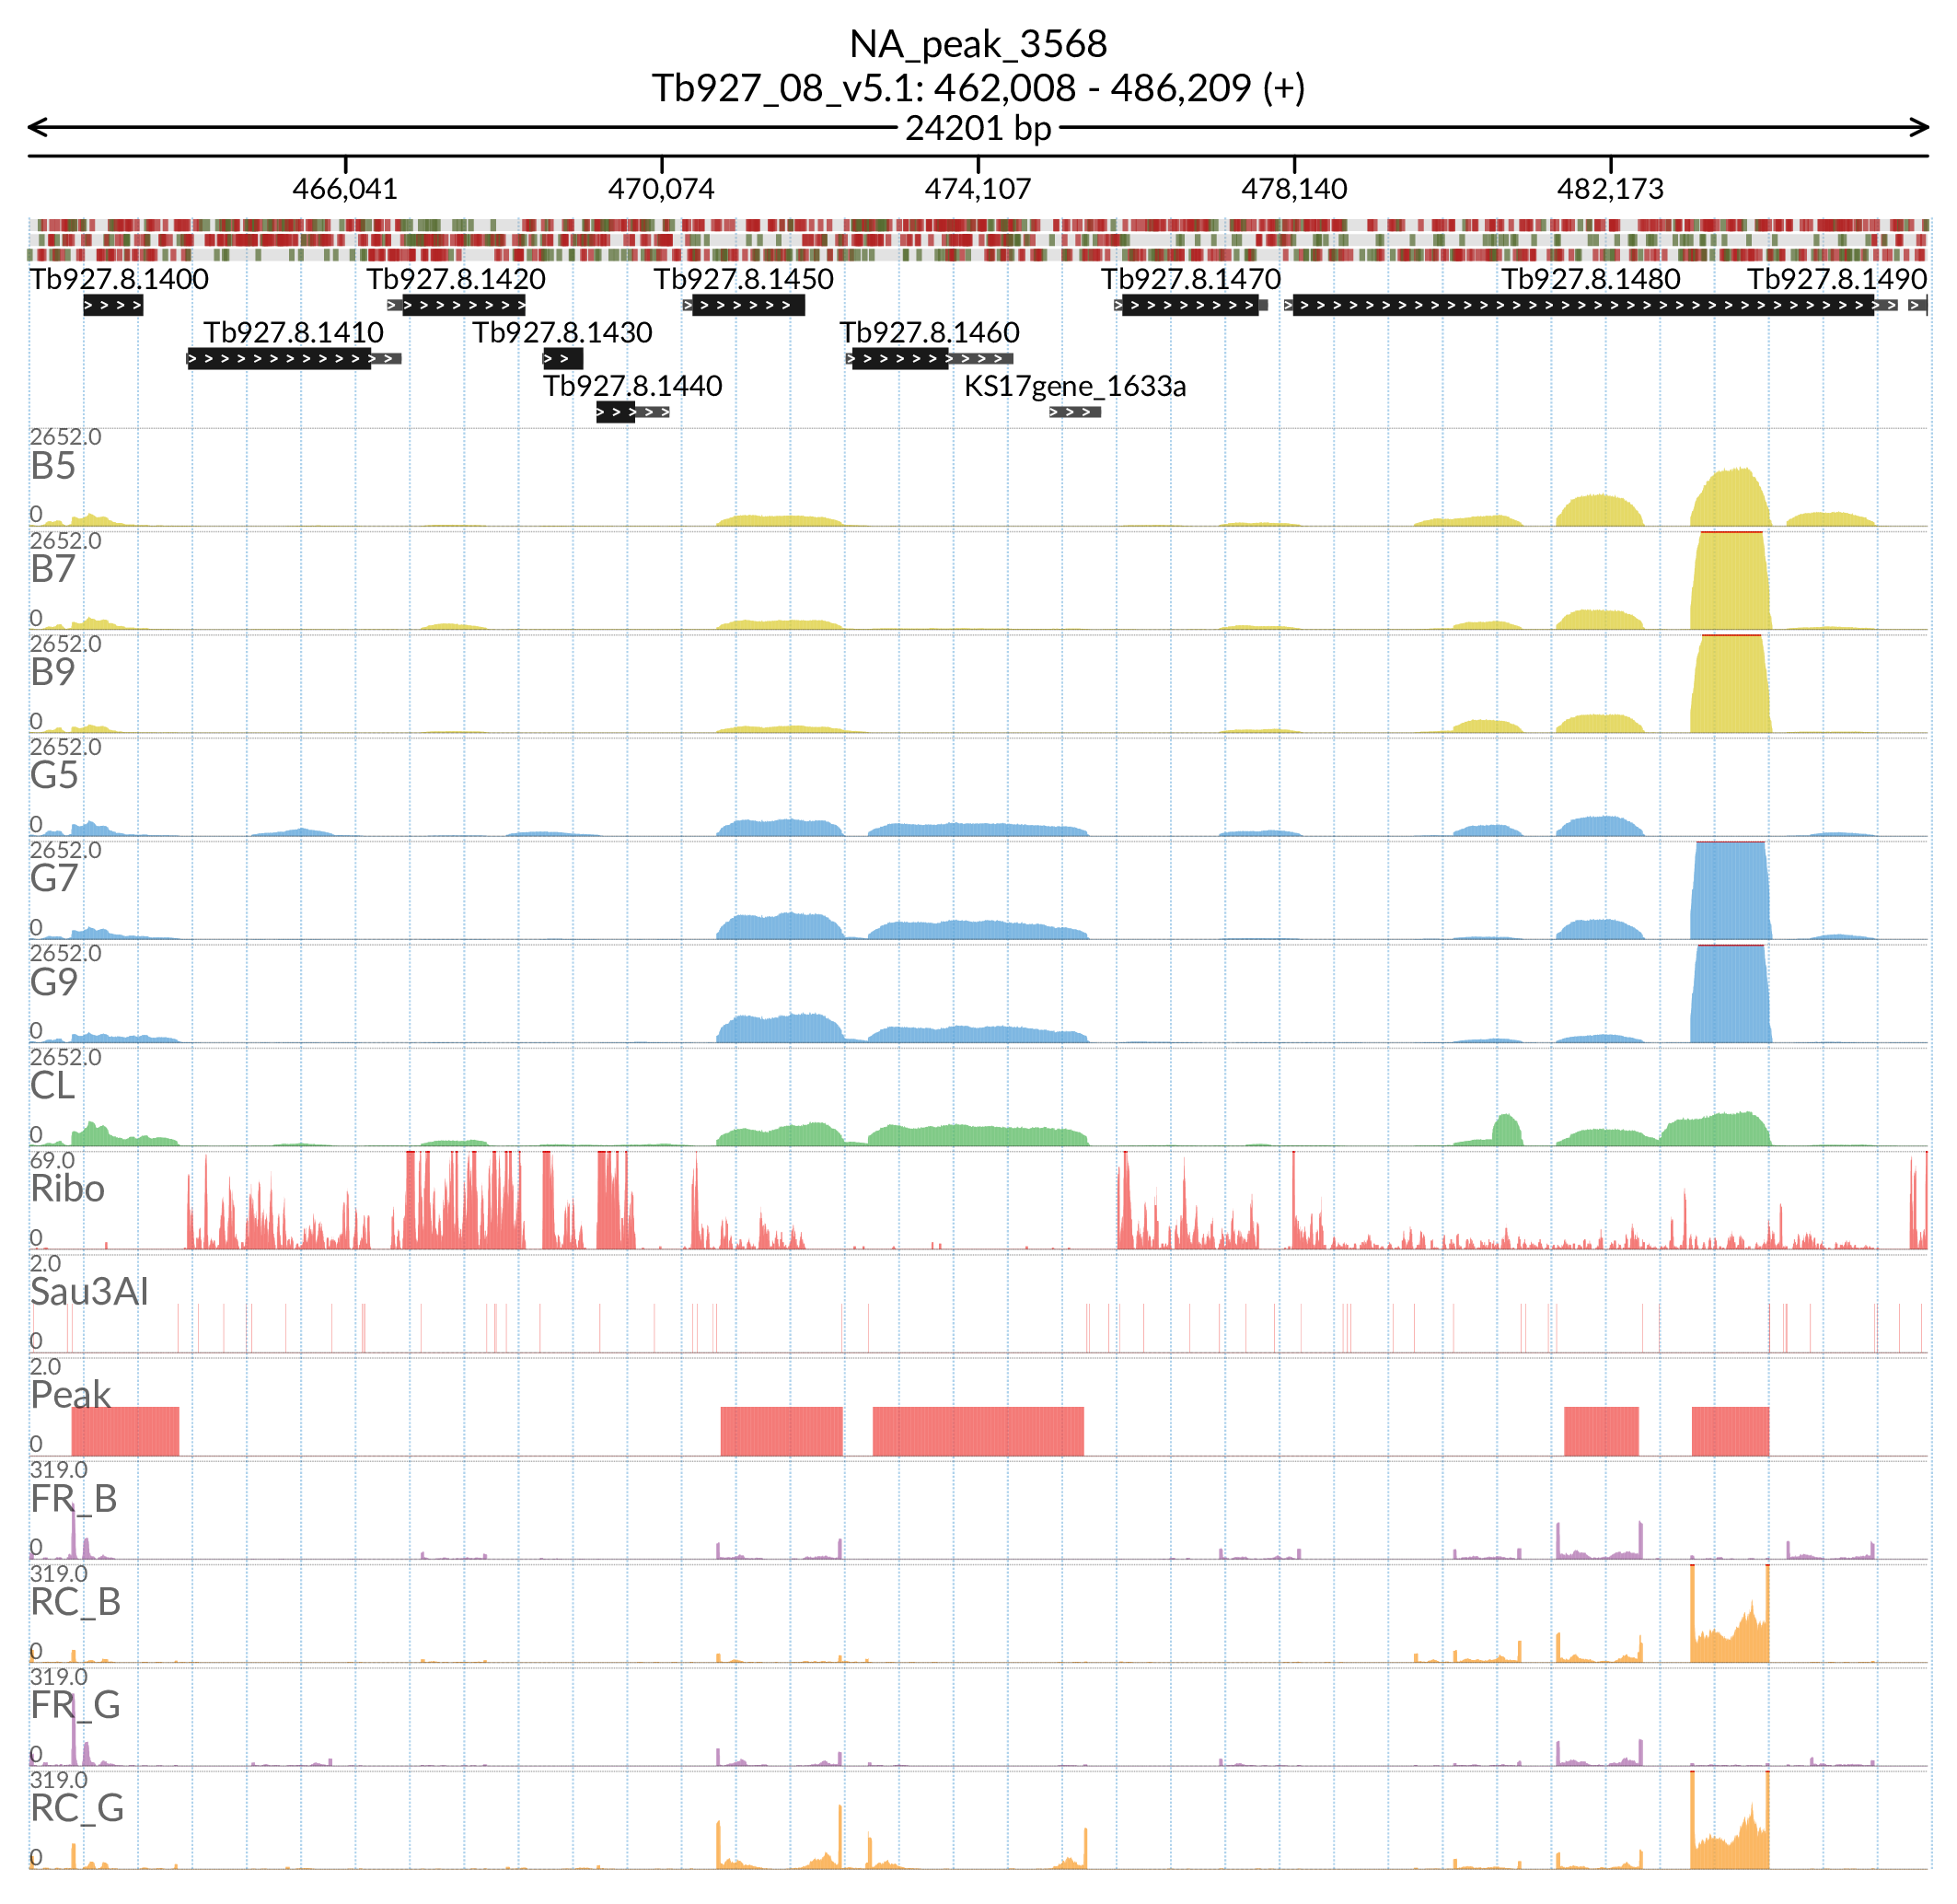 NA_peak_3568
Tb927_08_v5.1: 462,008 - 486,209 (+)
24201 bp
466,041 470,074 474,107 478,140 482,173
Tb927.8.1400 Tb927.8.1420 Tb927.8.1450 Tb927.8.1470 Tb927.8.1480 Tb927.8.1490
Tb927.8.1410 Tb927.8.1430 Tb927.8.1460
Tb927.8.1440 KS17gene_1633a
2652.0
B5
0
2652.0
B7
0
2652.0
B9
0
2652.0
G5
0
2652.0
G7
0
2652.0
G9
0
2652.0
CL
0
69.0
Ribo
0
2.0
Sau3AI
0
2.0
Peak
0
319.0
FR_B
0
319.0
RC_B
0
319.0
FR_G
0
319.0
RC_G
0